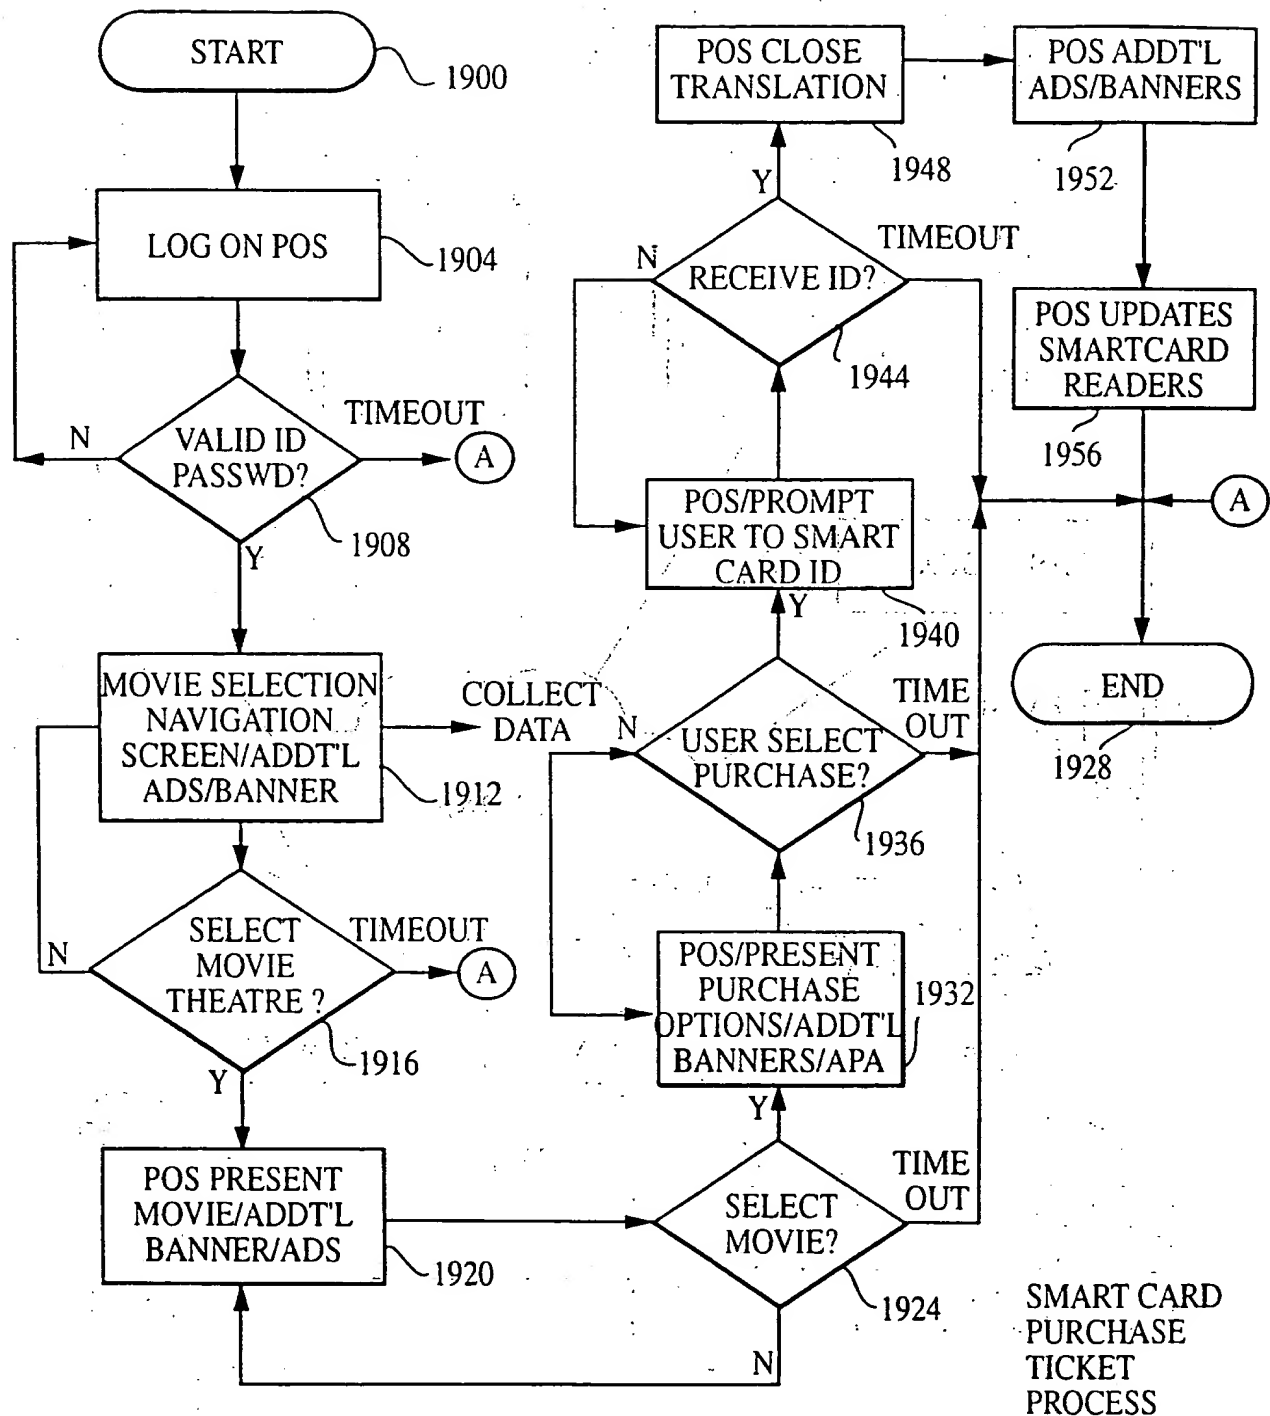 START
1900
LOG ON POS
1904
VALID ID
PASSWD?
N
TIMEOUT
A
1908
Y
MOVIE SELECTION
NAVIGATION
SCREEN/ADDT'L
ADS/BANNER
COLLECT
DATA
1912
SELECT
MOVIE
THEATRE ?
N
TIMEOUT
A
1916
Y
POS PRESENT
MOVIE/ADDT'L
BANNER/ADS
1920
SELECT
MOVIE?
TIME
OUT
1924
N
Y
POS/PRESENT
PURCHASE
OPTIONS/ADDT'L
BANNERS/APA
1932
USER SELECT
PURCHASE?
N
TIME
OUT
1936
Y
POS/PROMPT
USER TO SMART
CARD ID
1940
RECEIVE ID?
N
TIMEOUT
1944
Y
POS CLOSE
TRANSLATION
1948
POS ADDT'L
ADS/BANNERS
1952
POS UPDATES
SMARTCARD
READERS
1956
A
END
1928
SMART CARD
PURCHASE
TICKET
PROCESS